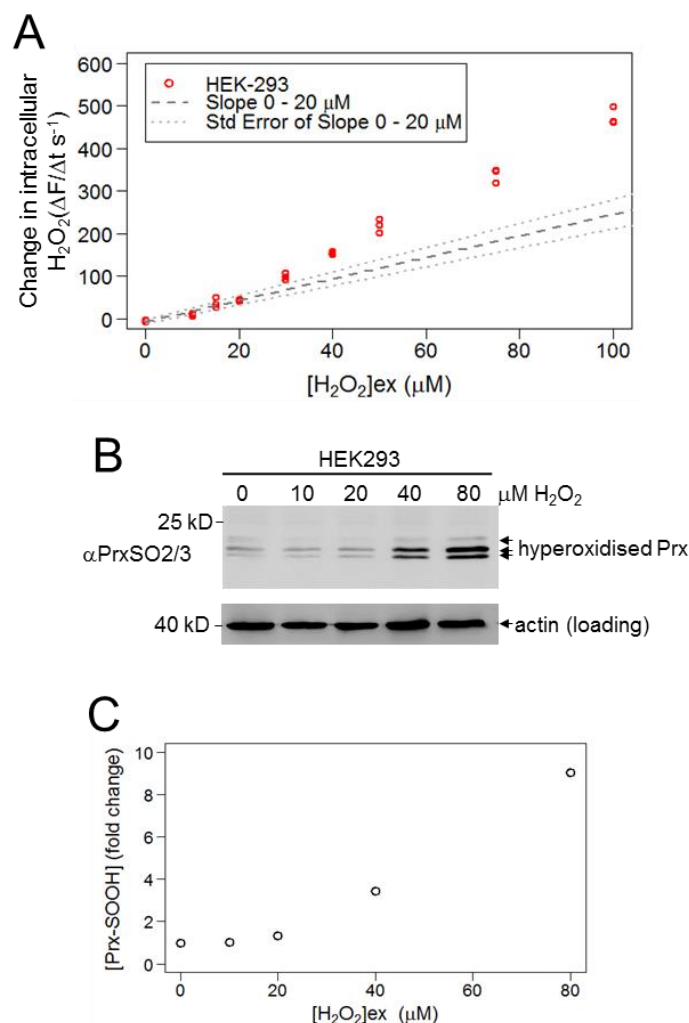 A
Change in intracellular
H₂O₂(ΔF/Δt s⁻¹)
600
500
400
300
200
100
0
HEK-293
Slope 0 - 20 μM
Std Error of Slope 0 - 20 μM
0 20 40 60 80 100
[H₂O₂]ex (μM)
B
HEK293
0 10 20 40 80 μM H₂O₂
25 kD
αPrxSO2/3
hyperoxidised Prx
40 kD
actin (loading)
C
[Prx-SOOH] (fold change)
10
8
6
4
2
0
0 20 40 60 80
[H₂O₂]ex (μM)